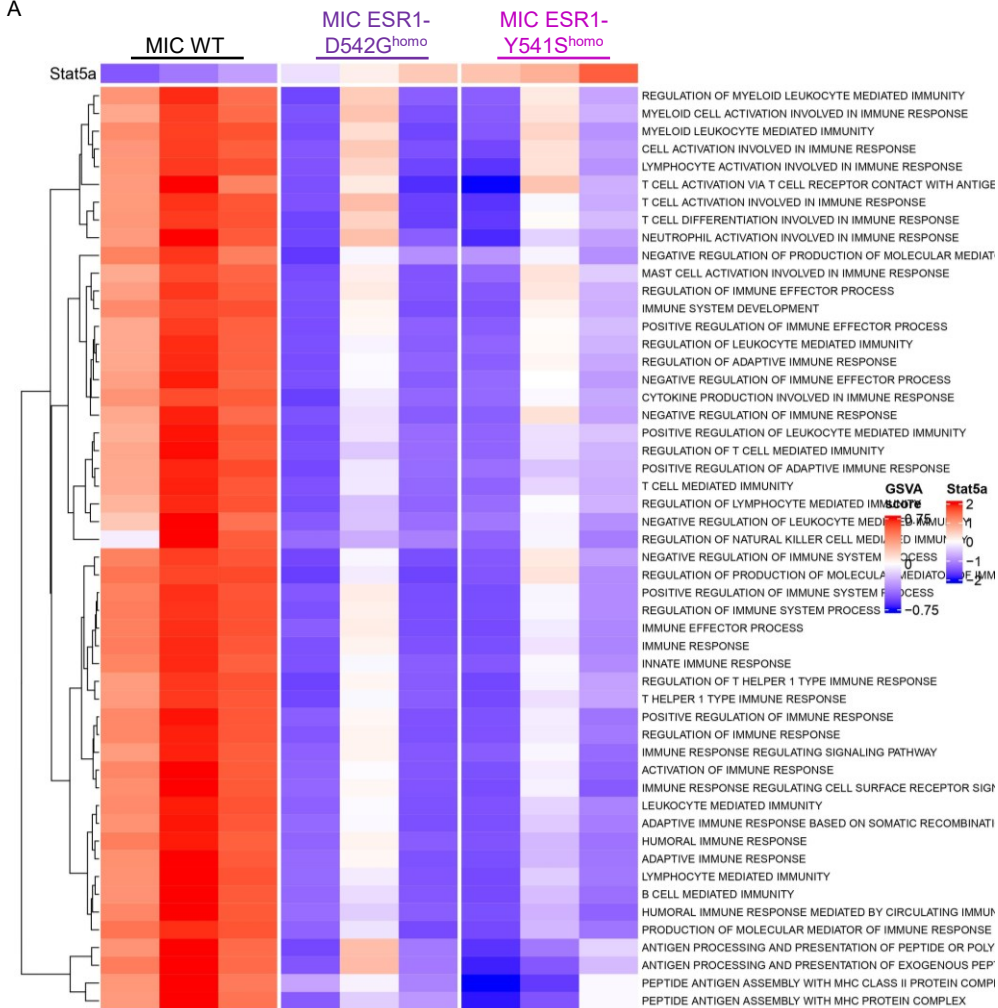 A
MIC WT
MIC ESR1-
D542Ghomo
MIC ESR1-
Y541Shomo
Stat5a
REGULATION OF MYELOID LEUKOCYTE MEDIATED IMMUNITY
MYELOID CELL ACTIVATION INVOLVED IN IMMUNE RESPONSE
MYELOID LEUKOCYTE MEDIATED IMMUNITY
CELL ACTIVATION INVOLVED IN IMMUNE RESPONSE
LYMPHOCYTE ACTIVATION INVOLVED IN IMMUNE RESPONSE
T CELL ACTIVATION VIA T CELL RECEPTOR CONTACT WITH ANTIGE
T CELL ACTIVATION INVOLVED IN IMMUNE RESPONSE
T CELL DIFFERENTIATION INVOLVED IN IMMUNE RESPONSE
NEUTROPHIL ACTIVATION INVOLVED IN IMMUNE RESPONSE
NEGATIVE REGULATION OF PRODUCTION OF MOLECULAR MEDIATO
MAST CELL ACTIVATION INVOLVED IN IMMUNE RESPONSE
REGULATION OF IMMUNE EFFECTOR PROCESS
IMMUNE SYSTEM DEVELOPMENT
POSITIVE REGULATION OF IMMUNE EFFECTOR PROCESS
REGULATION OF LEUKOCYTE MEDIATED IMMUNITY
REGULATION OF ADAPTIVE IMMUNE RESPONSE
NEGATIVE REGULATION OF IMMUNE EFFECTOR PROCESS
CYTOKINE PRODUCTION INVOLVED IN IMMUNE RESPONSE
NEGATIVE REGULATION OF IMMUNE RESPONSE
POSITIVE REGULATION OF LEUKOCYTE MEDIATED IMMUNITY
REGULATION OF T CELL MEDIATED IMMUNITY
POSITIVE REGULATION OF ADAPTIVE IMMUNE RESPONSE
T CELL MEDIATED IMMUNITY
REGULATION OF LYMPHOCYTE MEDIATED
NEGATIVE REGULATION OF LEUKOCYTE
REGULATION OF NATURAL KILLER CELL
NEGATIVE REGULATION OF IMMUNE SYSTEM
REGULATION OF PRODUCTION OF
POSITIVE REGULATION OF IMMUNE SYSTEM
REGULATION OF IMMUNE SYSTEM PROCESS
IMMUNE EFFECTOR PROCESS
IMMUNE RESPONSE
INNATE IMMUNE RESPONSE
REGULATION OF T HELPER 1 TYPE IMMUNE RESPONSE
T HELPER 1 TYPE IMMUNE RESPONSE
POSITIVE REGULATION OF IMMUNE RESPONSE
REGULATION OF IMMUNE RESPONSE
IMMUNE RESPONSE REGULATING SIGNALING PATHWAY
ACTIVATION OF IMMUNE RESPONSE
IMMUNE RESPONSE REGULATING CELL SURFACE RECEPTOR SIGN
LEUKOCYTE MEDIATED IMMUNITY
ADAPTIVE IMMUNE RESPONSE BASED ON SOMATIC RECOMBINATI
HUMORAL IMMUNE RESPONSE
ADAPTIVE IMMUNE RESPONSE
LYMPHOCYTE MEDIATED IMMUNITY
B CELL MEDIATED IMMUNITY
HUMORAL IMMUNE RESPONSE MEDIATED BY CIRCULATING IMMUN
PRODUCTION OF MOLECULAR MEDIATOR OF IMMUNE RESPONSE
ANTIGEN PROCESSING AND PRESENTATION OF PEPTIDE OR POLY
ANTIGEN PROCESSING AND PRESENTATION OF EXOGENOUS PEPT
PEPTIDE ANTIGEN ASSEMBLY WITH MHC CLASS II PROTEIN COMPL
PEPTIDE ANTIGEN ASSEMBLY WITH MHC PROTEIN COMPLEX
GSVA
score
0.75
0
−0.75
Stat5a
2
1
0
−1
−2